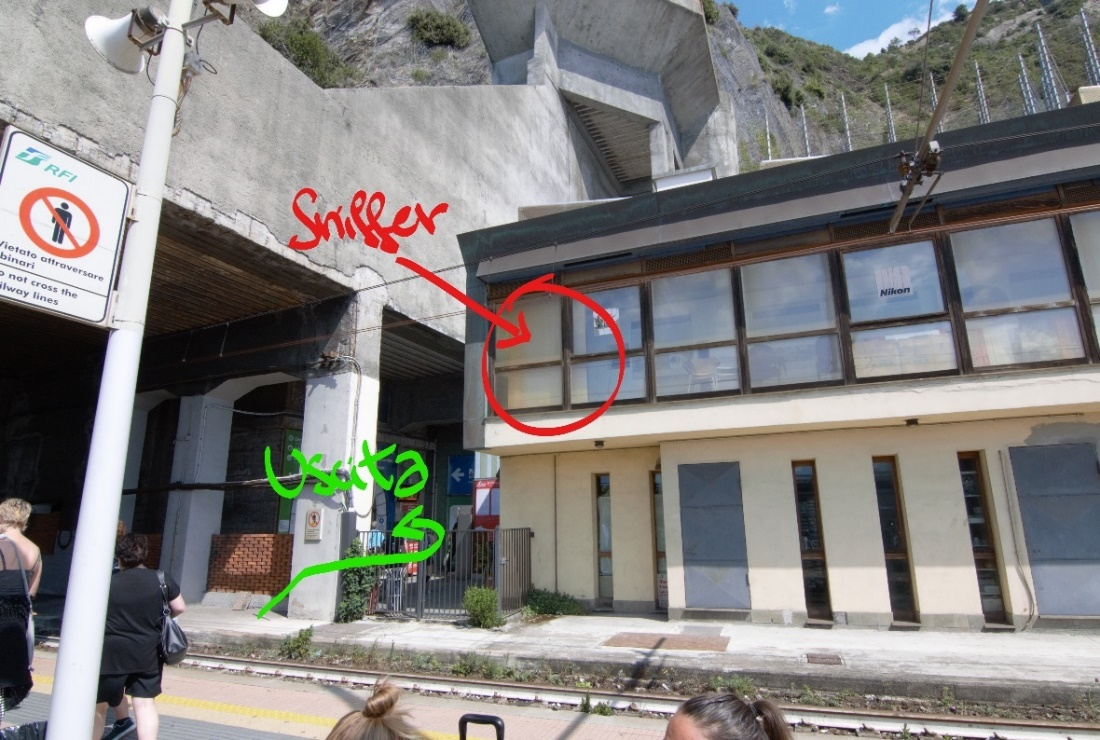 RFI
Vietato attraversare
binari
Do not cross the
railway lines
Sniffer
Nikon
Uscita